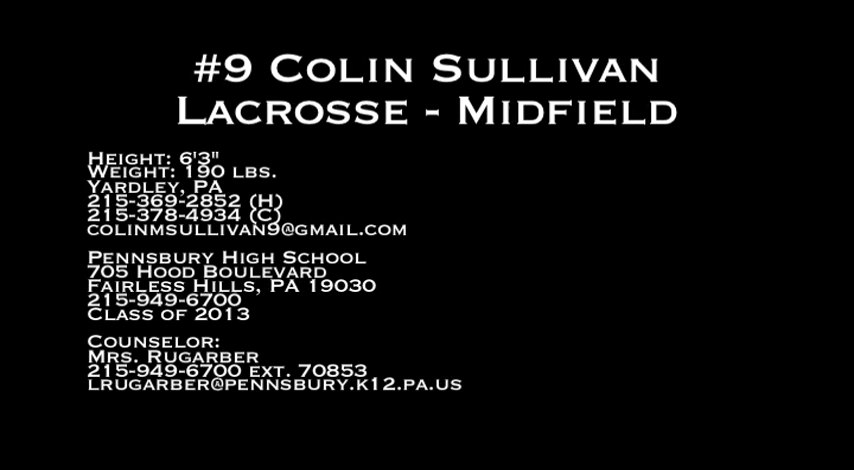 #9 Colin Sullivan
Lacrosse - Midfield
Height: 6'3"
Weight: 190 lbs.
Yardley, PA
215-369-2852 (H)
215-378-4934 (C)
colinmsullivan9@gmail.com
Pennsbury High School
705 Hood Boulevard
Fairless Hills, PA 19030
215-949-6700
Class of 2013
Counselor:
Mrs. Rugarber
215-949-6700 ext. 70853
lrugarber@pennsbury.k12.pa.us